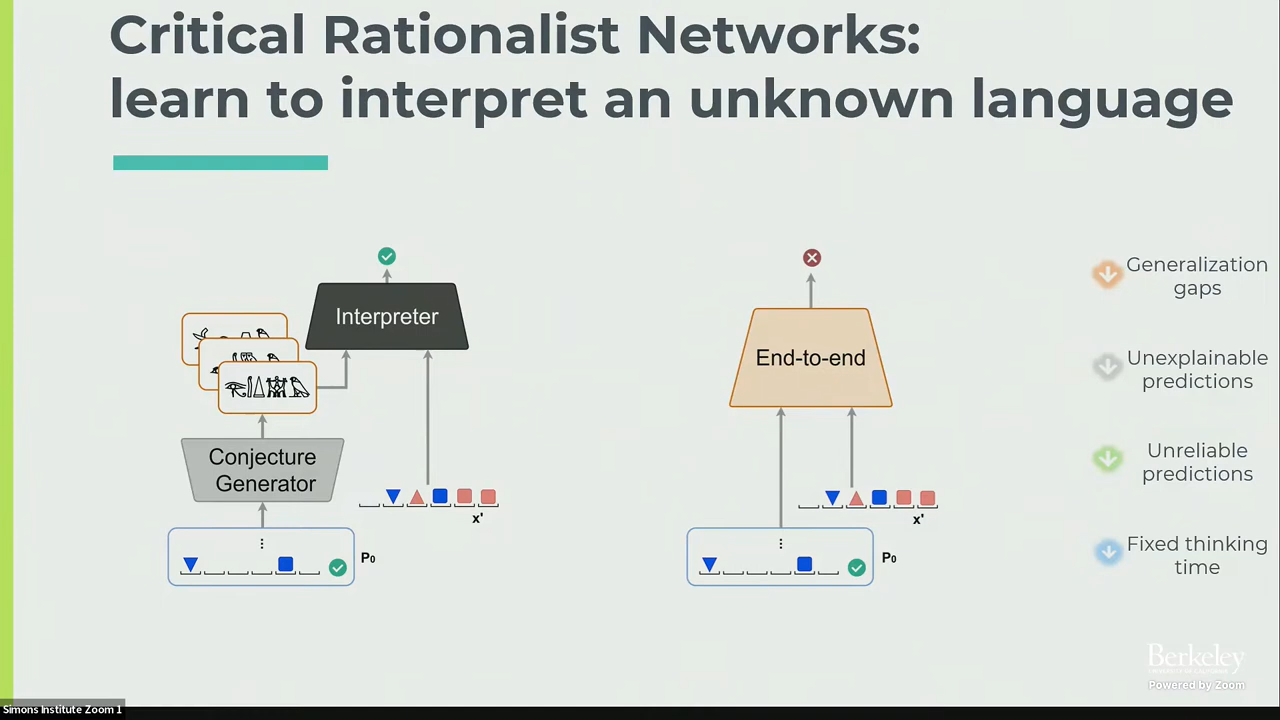 Critical Rationalist Networks:
learn to interpret an unknown language
Interpreter
Conjecture
Generator
x'
P₀
End-to-end
x'
P₀
Generalization
gaps
Unexplainable
predictions
Unreliable
predictions
Fixed thinking
time
Berkeley
Powered by Zoom
Simons Institute Zoom 1